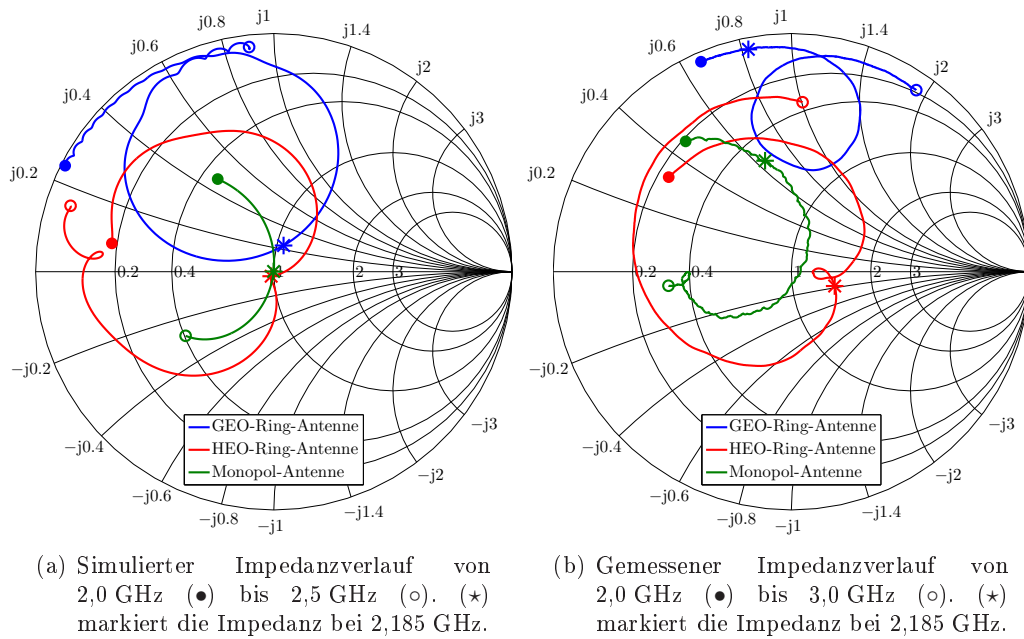 j1
j0.8
j1.4
j0.6
j2
j0.4
j3
j0.2
0.2
0.4
1
2
3
−j0.2
−j0.4
−j3
−j0.6
−j2
−j0.8
−j1.4
−j1
GEO-Ring-Antenne
HEO-Ring-Antenne
Monopol-Antenne
(a) Simulierter Impedanzverlauf von
2,0 GHz (•) bis 2,5 GHz (◦). (⋆)
markiert die Impedanz bei 2,185 GHz.
j1
j0.8
j1.4
j0.6
j2
j0.4
j3
j0.2
0.2
0.4
1
2
3
−j0.2
−j0.4
−j3
−j0.6
−j2
−j0.8
−j1.4
−j1
GEO-Ring-Antenne
HEO-Ring-Antenne
Monopol-Antenne
(b) Gemessener Impedanzverlauf von
2,0 GHz (•) bis 3,0 GHz (◦). (⋆)
markiert die Impedanz bei 2,185 GHz.